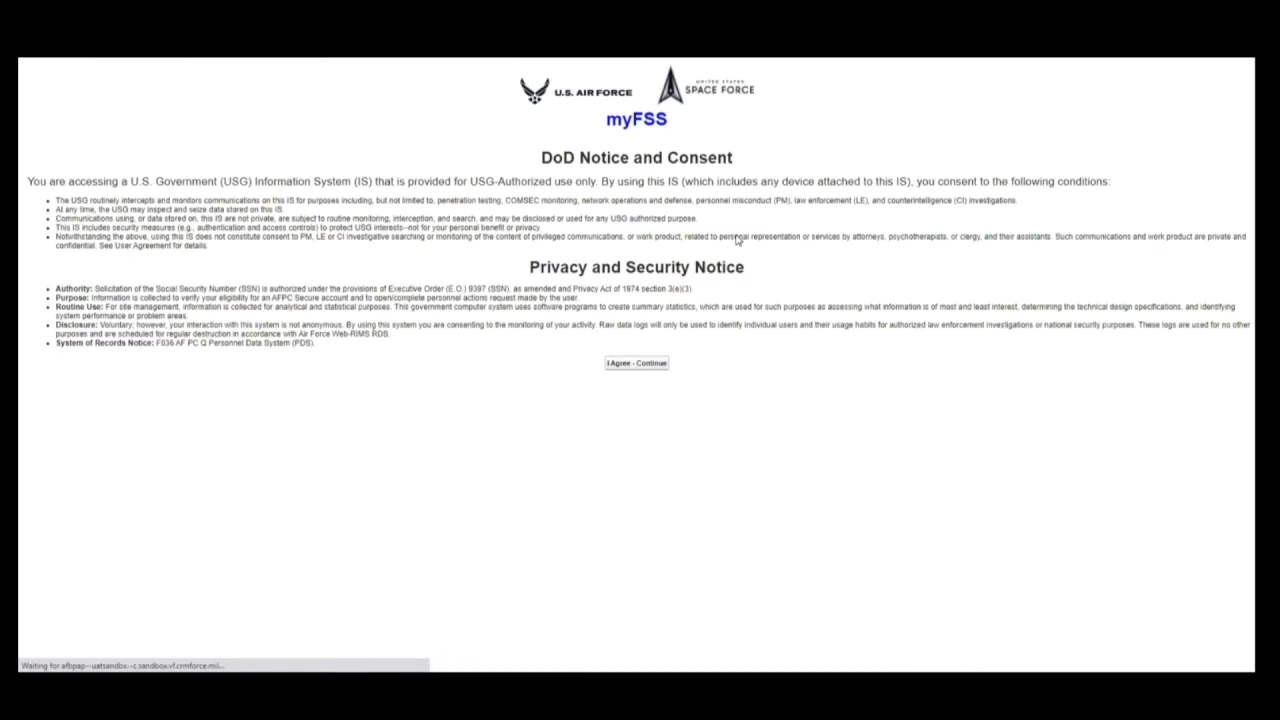 U.S. AIR FORCE
UNITED STATES
SPACE FORCE
myFSS
DoD Notice and Consent
You are accessing a U.S. Government (USG) Information System (IS) that is provided for USG-Authorized use only. By using this IS (which includes any device attached to this IS), you consent to the following conditions:
• The USG routinely intercepts and monitors communications on this IS for purposes including, but not limited to, penetration testing, COMSEC monitoring, network operations and defense, personnel misconduct (PM), law enforcement (LE), and counterintelligence (CI) investigations.
• At any time, the USG may inspect and seize data stored on this IS.
• Communications using, or data stored on, this IS are not private, are subject to routine monitoring, interception, and search, and may be disclosed or used for any USG authorized purpose.
• This IS includes security measures (e.g., authentication and access controls) to protect USG interests--not for your personal benefit or privacy.
• Notwithstanding the above, using this IS does not constitute consent to PM, LE or CI investigative searching or monitoring of the content of privileged communications, or work product, related to personal representation or services by attorneys, psychotherapists, or clergy, and their assistants. Such communications and work product are private and
confidential. See User Agreement for details.
Privacy and Security Notice
• Authority: Solicitation of the Social Security Number (SSN) is authorized under the provisions of Executive Order (E.O.) 9397 (SSN), as amended and Privacy Act of 1974 section 3(e)(3).
• Purpose: Information is collected to verify your eligibility for an AFPC Secure account and to open/complete personnel actions request made by the user.
• Routine Use: For site management, information is collected for analytical and statistical purposes. This government computer system uses software programs to create summary statistics, which are used for such purposes as assessing what information is of most and least interest, determining the technical design specifications, and identifying
system performance or problem areas.
• Disclosure: Voluntary; however, your interaction with this system is not anonymous. By using this system you are consenting to the monitoring of your activity. Raw data logs will only be used to identify individual users and their usage habits for authorized law enforcement investigations or national security purposes. These logs are used for no other
purposes and are scheduled for regular destruction in accordance with Air Force Web-RIMS RDS.
• System of Records Notice: F036 AF PC Q Personnel Data System (PDS).
I Agree - Continue
Waiting for afbpap--uatsandbx--c.sandbox.vf.crmforce.mil...